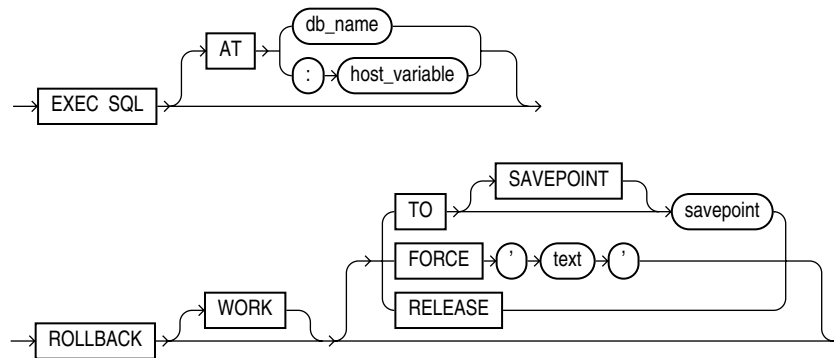 db_name
AT
: host_variable
EXEC SQL
SAVEPOINT
TO savepoint
FORCE ' text '
WORK RELEASE
ROLLBACK